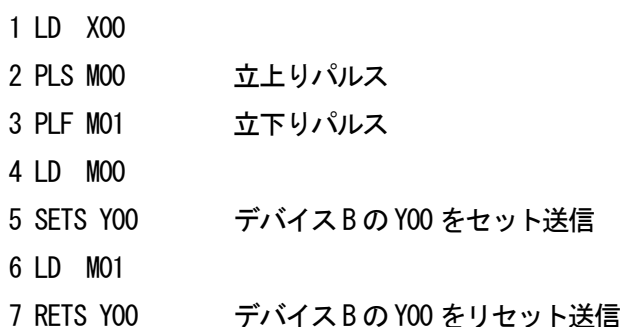 1 LD X00
2 PLS M00 立上りパルス
3 PLF M01 立下りパルス
4 LD M00
5 SETS Y00 デバイスBのY00をセット送信
6 LD M01
7 RETS Y00 デバイスBのY00をリセット送信